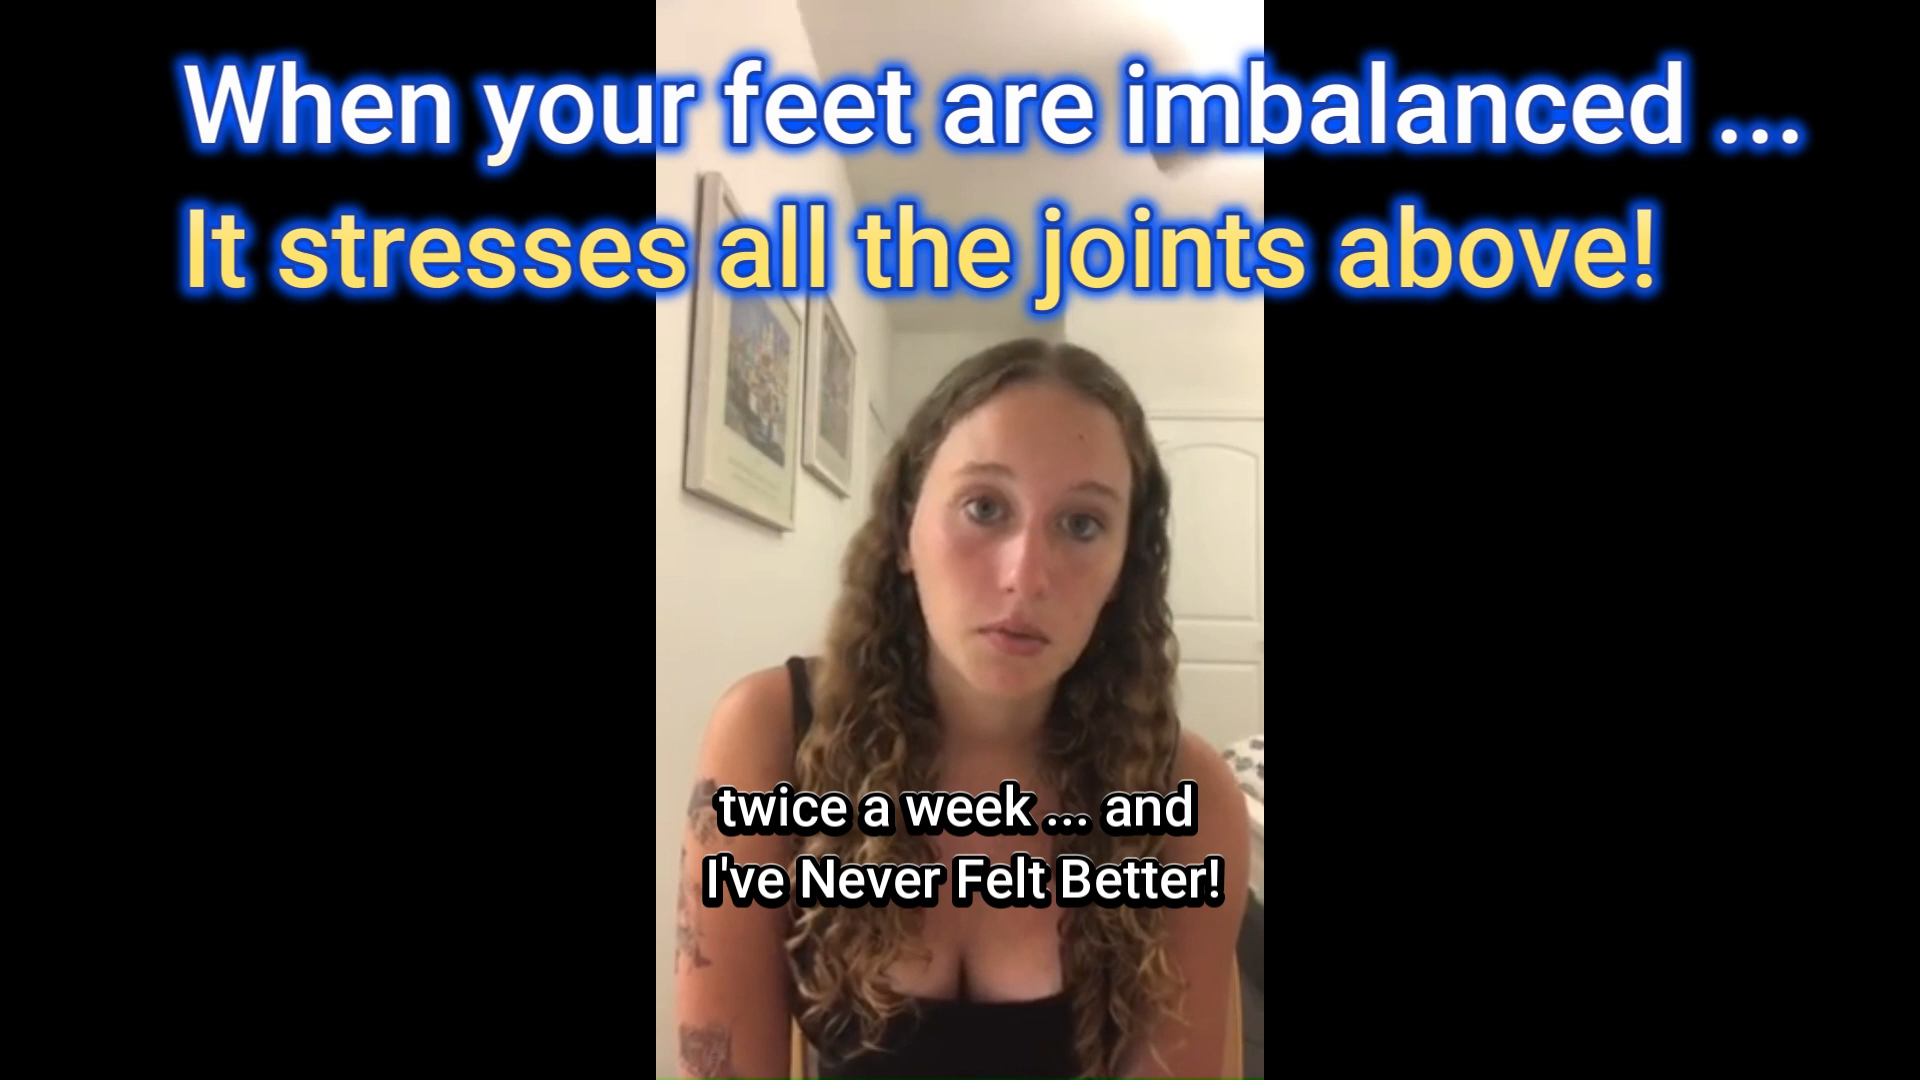 When your feet are imbalanced ...
It stresses all the joints above!
twice a week ... and
I've Never Felt Better!